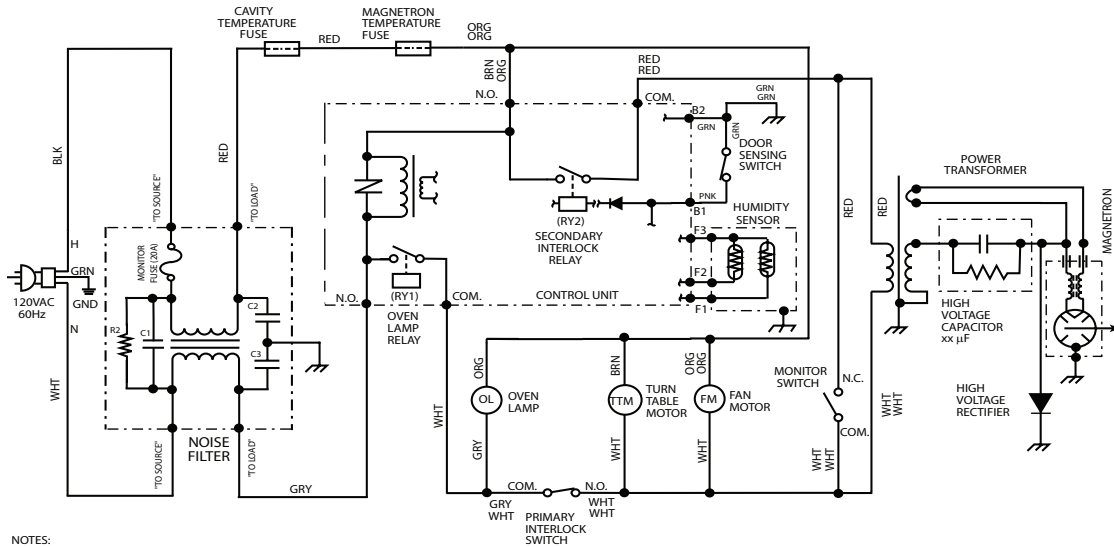 CAVITY
TEMPERATURE
FUSE
RED
MAGNETRON
TEMPERATURE
FUSE
ORG
ORG
BRN
ORG
RED
RED
N.O.
COM.
B2
GRN
GRN
GRN
GRN
DOOR
SENSING
SWITCH
PNK
B1
HUMIDITY
SENSOR
F3
F2
F1
(RY2)
SECONDARY
INTERLOCK
RELAY
(RY1)
N.O.
COM.
CONTROL UNIT
OVEN
LAMP
RELAY
BLK
RED
"TO SOURCE"
"TO LOAD"
MONITOR
FUSE (20A)
H
GRN
GND
120VAC
60Hz
N
R2
C1
C2
C3
WHT
NOISE
FILTER
"TO SOURCE"
"TO LOAD"
GRY
WHT
ORG
OL
OVEN
LAMP
GRY
BRN
TTM
TURN
TABLE
MOTOR
WHT
ORG
ORG
FM
FAN
MOTOR
WHT
MONITOR
SWITCH
N.C.
COM.
WHT
WHT
COM.
N.O.
GRY
WHT
WHT
WHT
PRIMARY
INTERLOCK
SWITCH
RED
RED
WHT
WHT
POWER
TRANSFORMER
MAGNETRON
HIGH
VOLTAGE
CAPACITOR
xx µF
HIGH
VOLTAGE
RECTIFIER
NOTES: